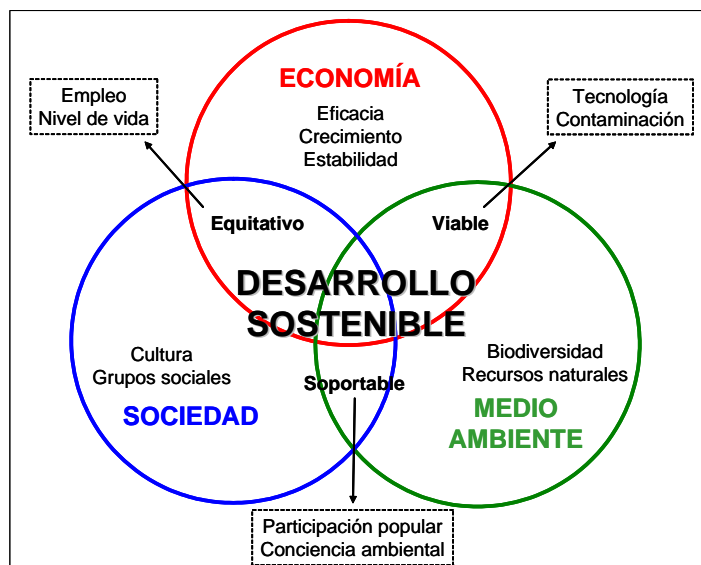 ECONOMÍA
Eficacia
Crecimiento
Estabilidad
Empleo
Nivel de vida
Tecnología
Contaminación
Equitativo
Viable
DESARROLLO
SOSTENIBLE
Cultura
Grupos sociales
SOCIEDAD
Soportable
Biodiversidad
Recursos naturales
MEDIO
AMBIENTE
Participación popular
Conciencia ambiental